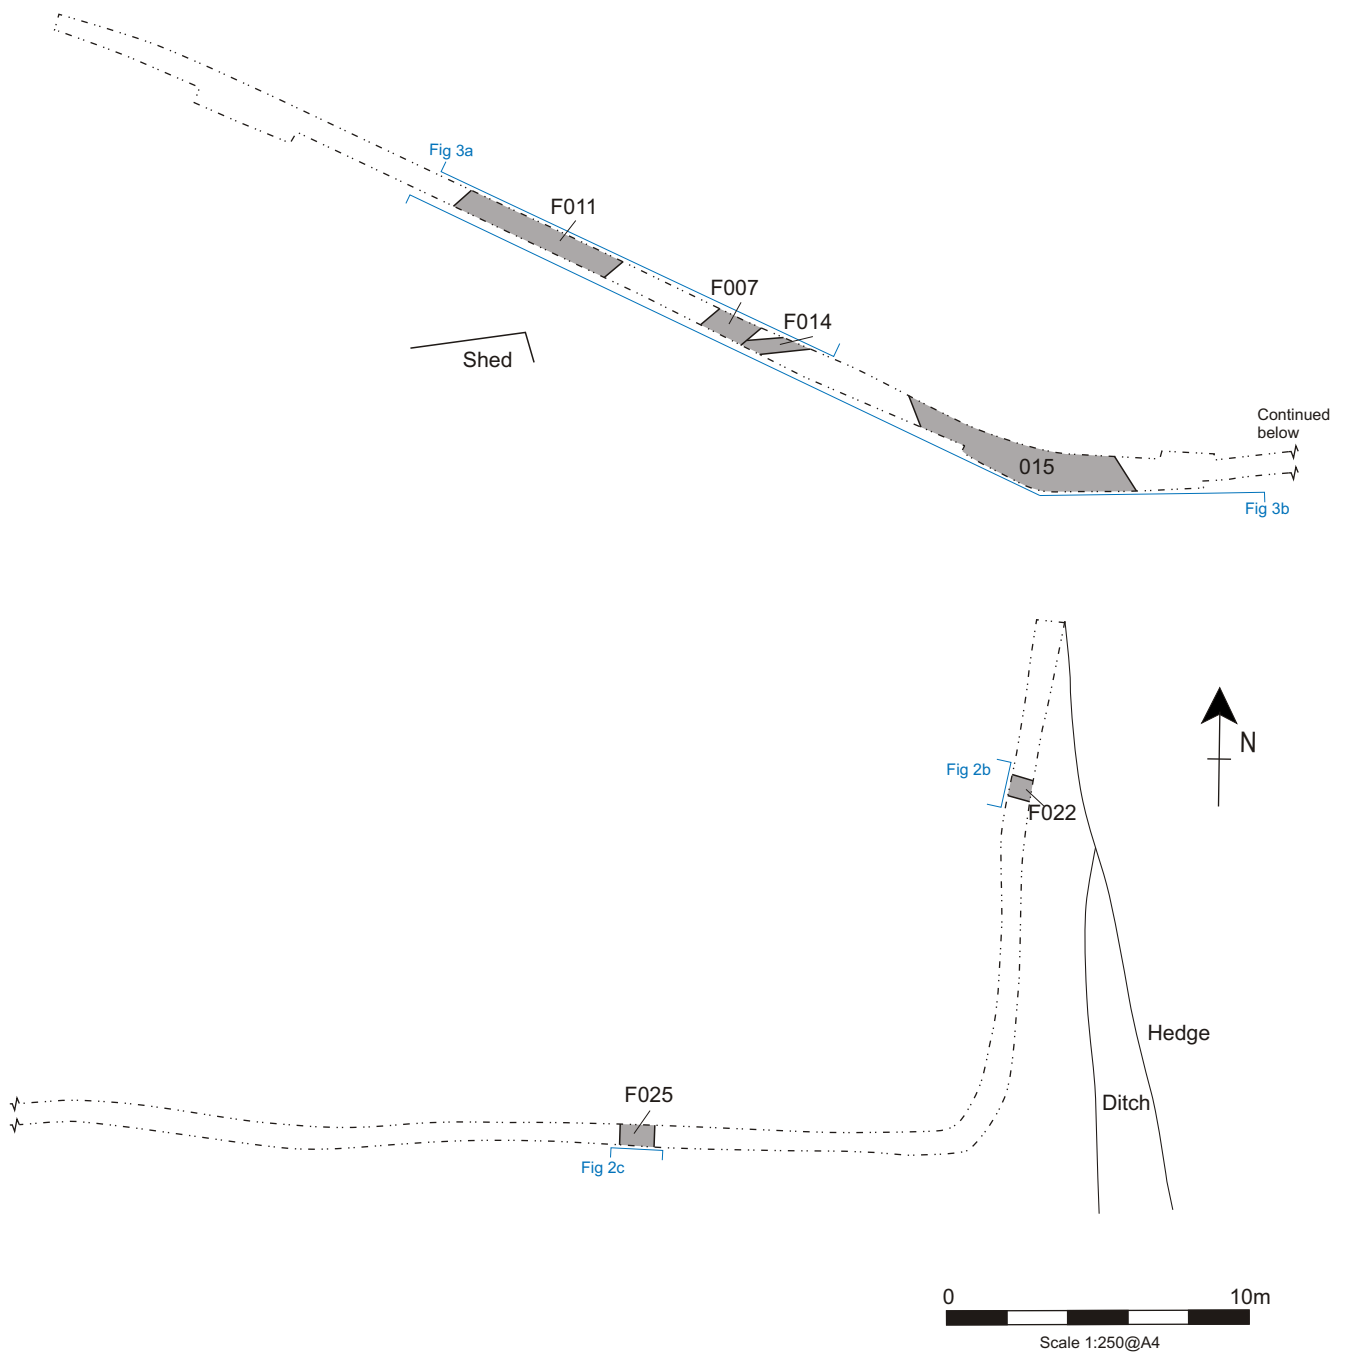 Fig 3a
F011
F007
F014
Shed
Continued
below
015
Fig 3b
Fig 2b
N
F022
Hedge
F025
Ditch
Fig 2c
0 10m
Scale 1:250@A4